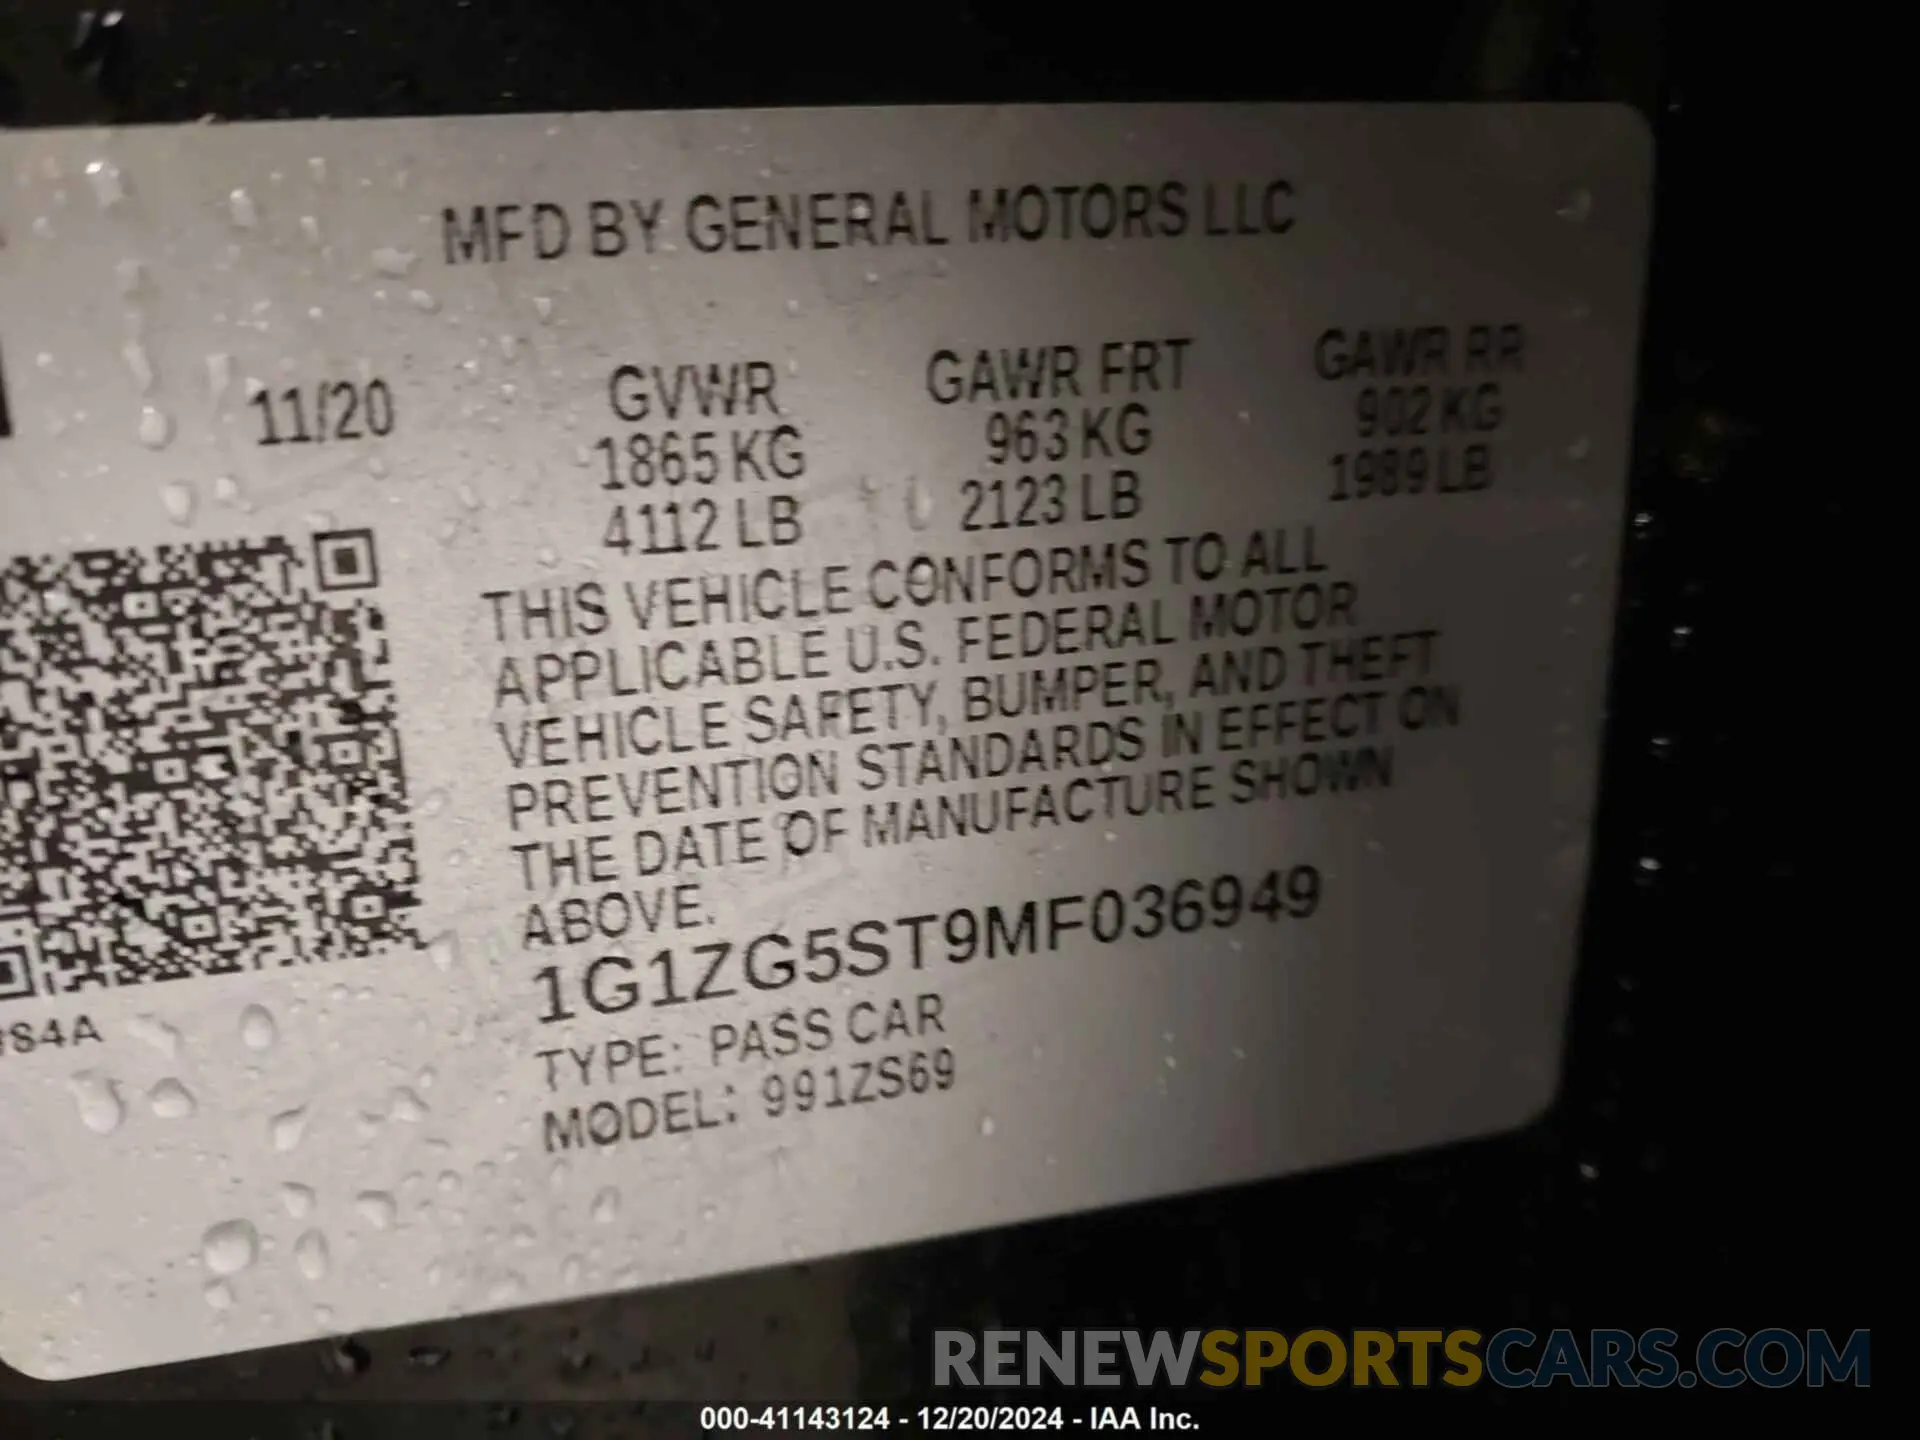 MFD BY GENERAL MOTORS LLC
11/20 GVWR GAWR FRT GAWR RR
1865 KG 963 KG 902 KG
4112 LB 2123 LB 1989 LB
THIS VEHICLE CONFORMS TO ALL
APPLICABLE U.S. FEDERAL MOTOR
VEHICLE SAFETY, BUMPER, AND THEFT
PREVENTION STANDARDS IN EFFECT ON
THE DATE OF MANUFACTURE SHOWN
ABOVE.
1G1ZG5ST9MF036949
TYPE: PASS CAR
MODEL: 991ZS69
RENEWSPORTSCARS.COM
000-41143124 - 12/20/2024 - IAA Inc.